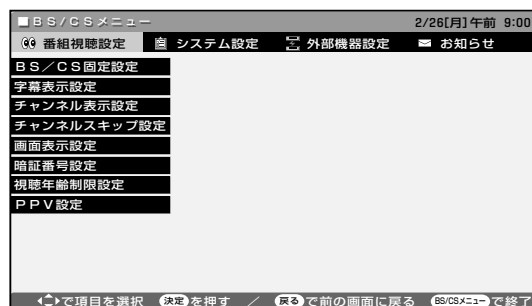 ■BS/CSメニュー 2/26[月]午前 9:00
番組視聴設定 システム設定 外部機器設定 お知らせ
BS/CS固定設定
字幕表示設定
チャンネル表示設定
チャンネルスキップ設定
画面表示設定
暗証番号設定
視聴年齢制限設定
PPV設定
で項目を選択 決定を押す / 戻るで前の画面に戻る BS/CSメニューで終了